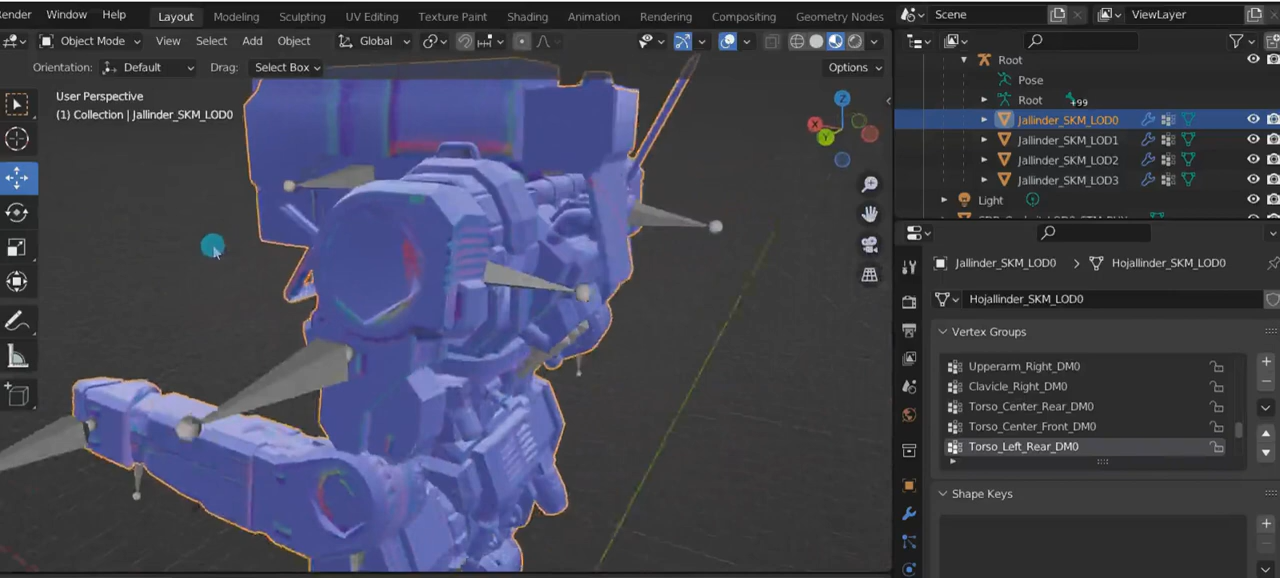 Render Window Help Layout Modeling Sculpting UV Editing Texture Paint Shading Animation Rendering Compositing Geometry Nodes Scene ViewLayer
Object Mode View Select Add Object Global
Orientation: Default Drag: Select Box Options
User Perspective
(1) Collection | Jallinder_SKM_LOD0
Z
X
Y
Root
Pose
Root +99
Jallinder_SKM_LOD0
Jallinder_SKM_LOD1
Jallinder_SKM_LOD2
Jallinder_SKM_LOD3
Light
Jallinder_SKM_LOD0 > Hojallinder_SKM_LOD0
Hojallinder_SKM_LOD0
Vertex Groups
Upperarm_Right_DM0
Clavicle_Right_DM0
Torso_Center_Rear_DM0
Torso_Center_Front_DM0
Torso_Left_Rear_DM0
Shape Keys